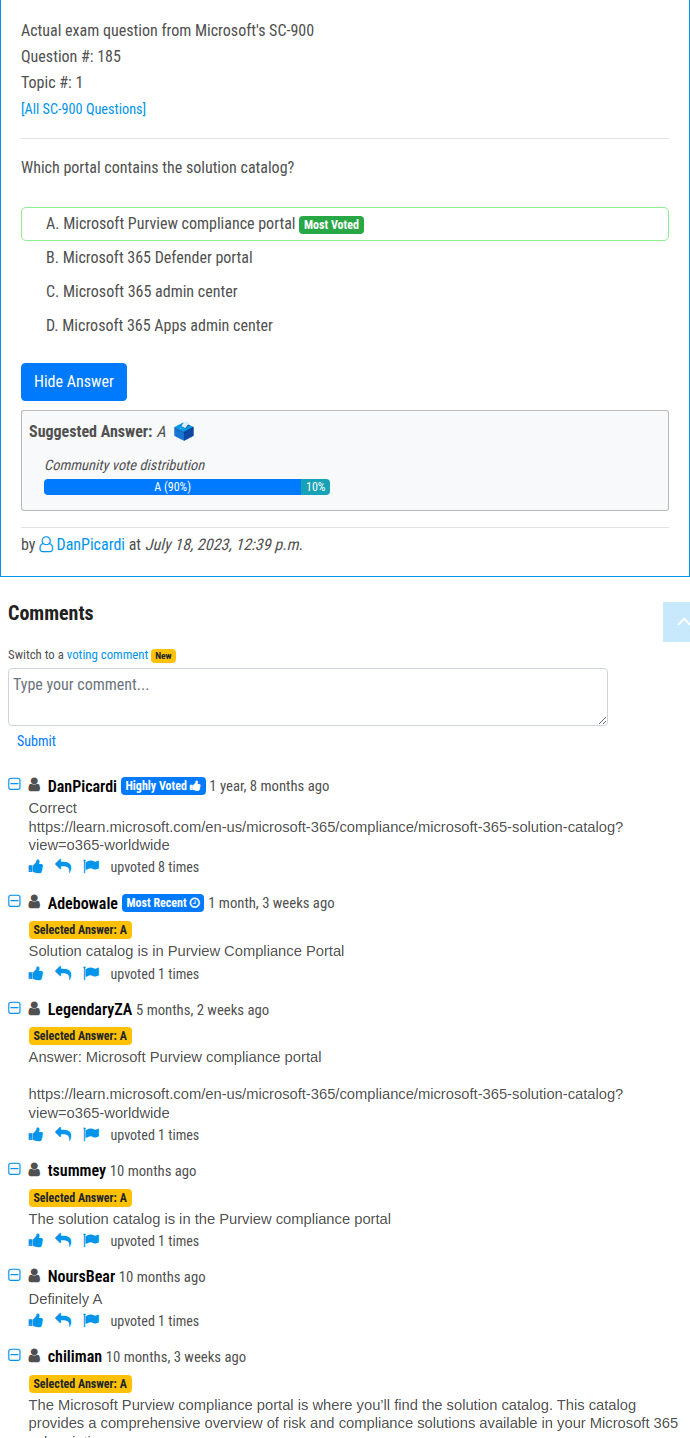 Actual exam question from Microsoft's SC-900
Question #: 185
Topic #: 1
[All SC-900 Questions]
Which portal contains the solution catalog?
A. Microsoft Purview compliance portal Most Voted
B. Microsoft 365 Defender portal
C. Microsoft 365 admin center
D. Microsoft 365 Apps admin center
Hide Answer
Suggested Answer: A
Community vote distribution
A (90%) 10%
by DanPicardi at July 18, 2023, 12:39 p.m.
Comments
Switch to a voting comment New
Type your comment...
Submit
DanPicardi Highly Voted 1 year, 8 months ago
Correct
https://learn.microsoft.com/en-us/microsoft-365/compliance/microsoft-365-solution-catalog?
view=o365-worldwide
upvoted 8 times
Adebowale Most Recent 1 month, 3 weeks ago
Selected Answer: A
Solution catalog is in Purview Compliance Portal
upvoted 1 times
LegendaryZA 5 months, 2 weeks ago
Selected Answer: A
Answer: Microsoft Purview compliance portal
https://learn.microsoft.com/en-us/microsoft-365/compliance/microsoft-365-solution-catalog?
view=o365-worldwide
upvoted 1 times
tsummey 10 months ago
Selected Answer: A
The solution catalog is in the Purview compliance portal
upvoted 1 times
NoursBear 10 months ago
Definitely A
upvoted 1 times
chiliman 10 months, 3 weeks ago
Selected Answer: A
The Microsoft Purview compliance portal is where you'll find the solution catalog. This catalog
provides a comprehensive overview of risk and compliance solutions available in your Microsoft 365